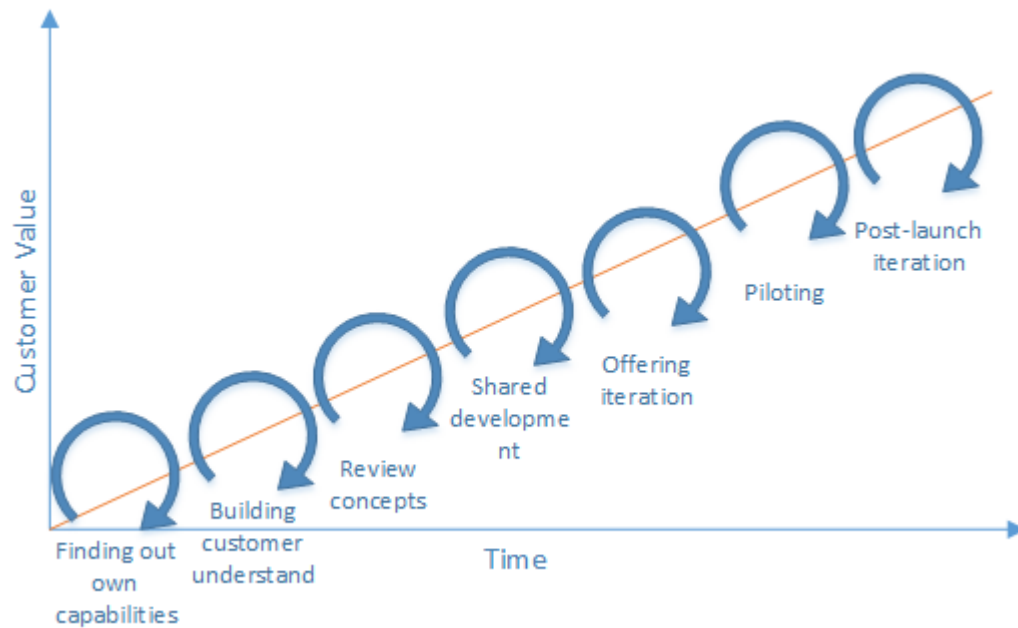 Customer Value
Post-launch
iteration
Piloting
Offering
iteration
Shared
developme
nt
Review
concepts
Building
customer
understand
Finding out
own
capabilities
Time